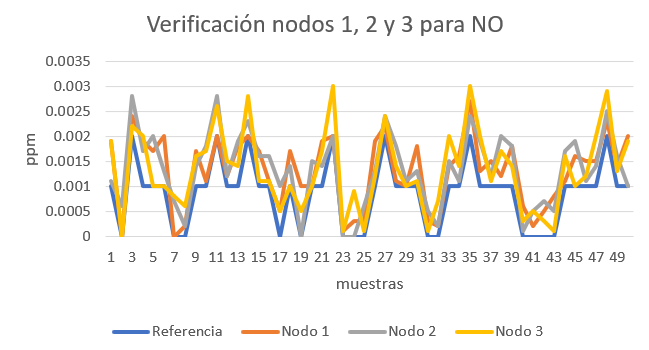 Verificación nodos 1, 2 y 3 para NO
0.0035
0.003
0.0025
0.002
0.0015
0.001
0.0005
0
ppm
1 3 5 7 9 11 13 15 17 19 21 23 25 27 29 31 33 35 37 39 41 43 45 47 49
muestras
Referencia Nodo 1 Nodo 2 Nodo 3